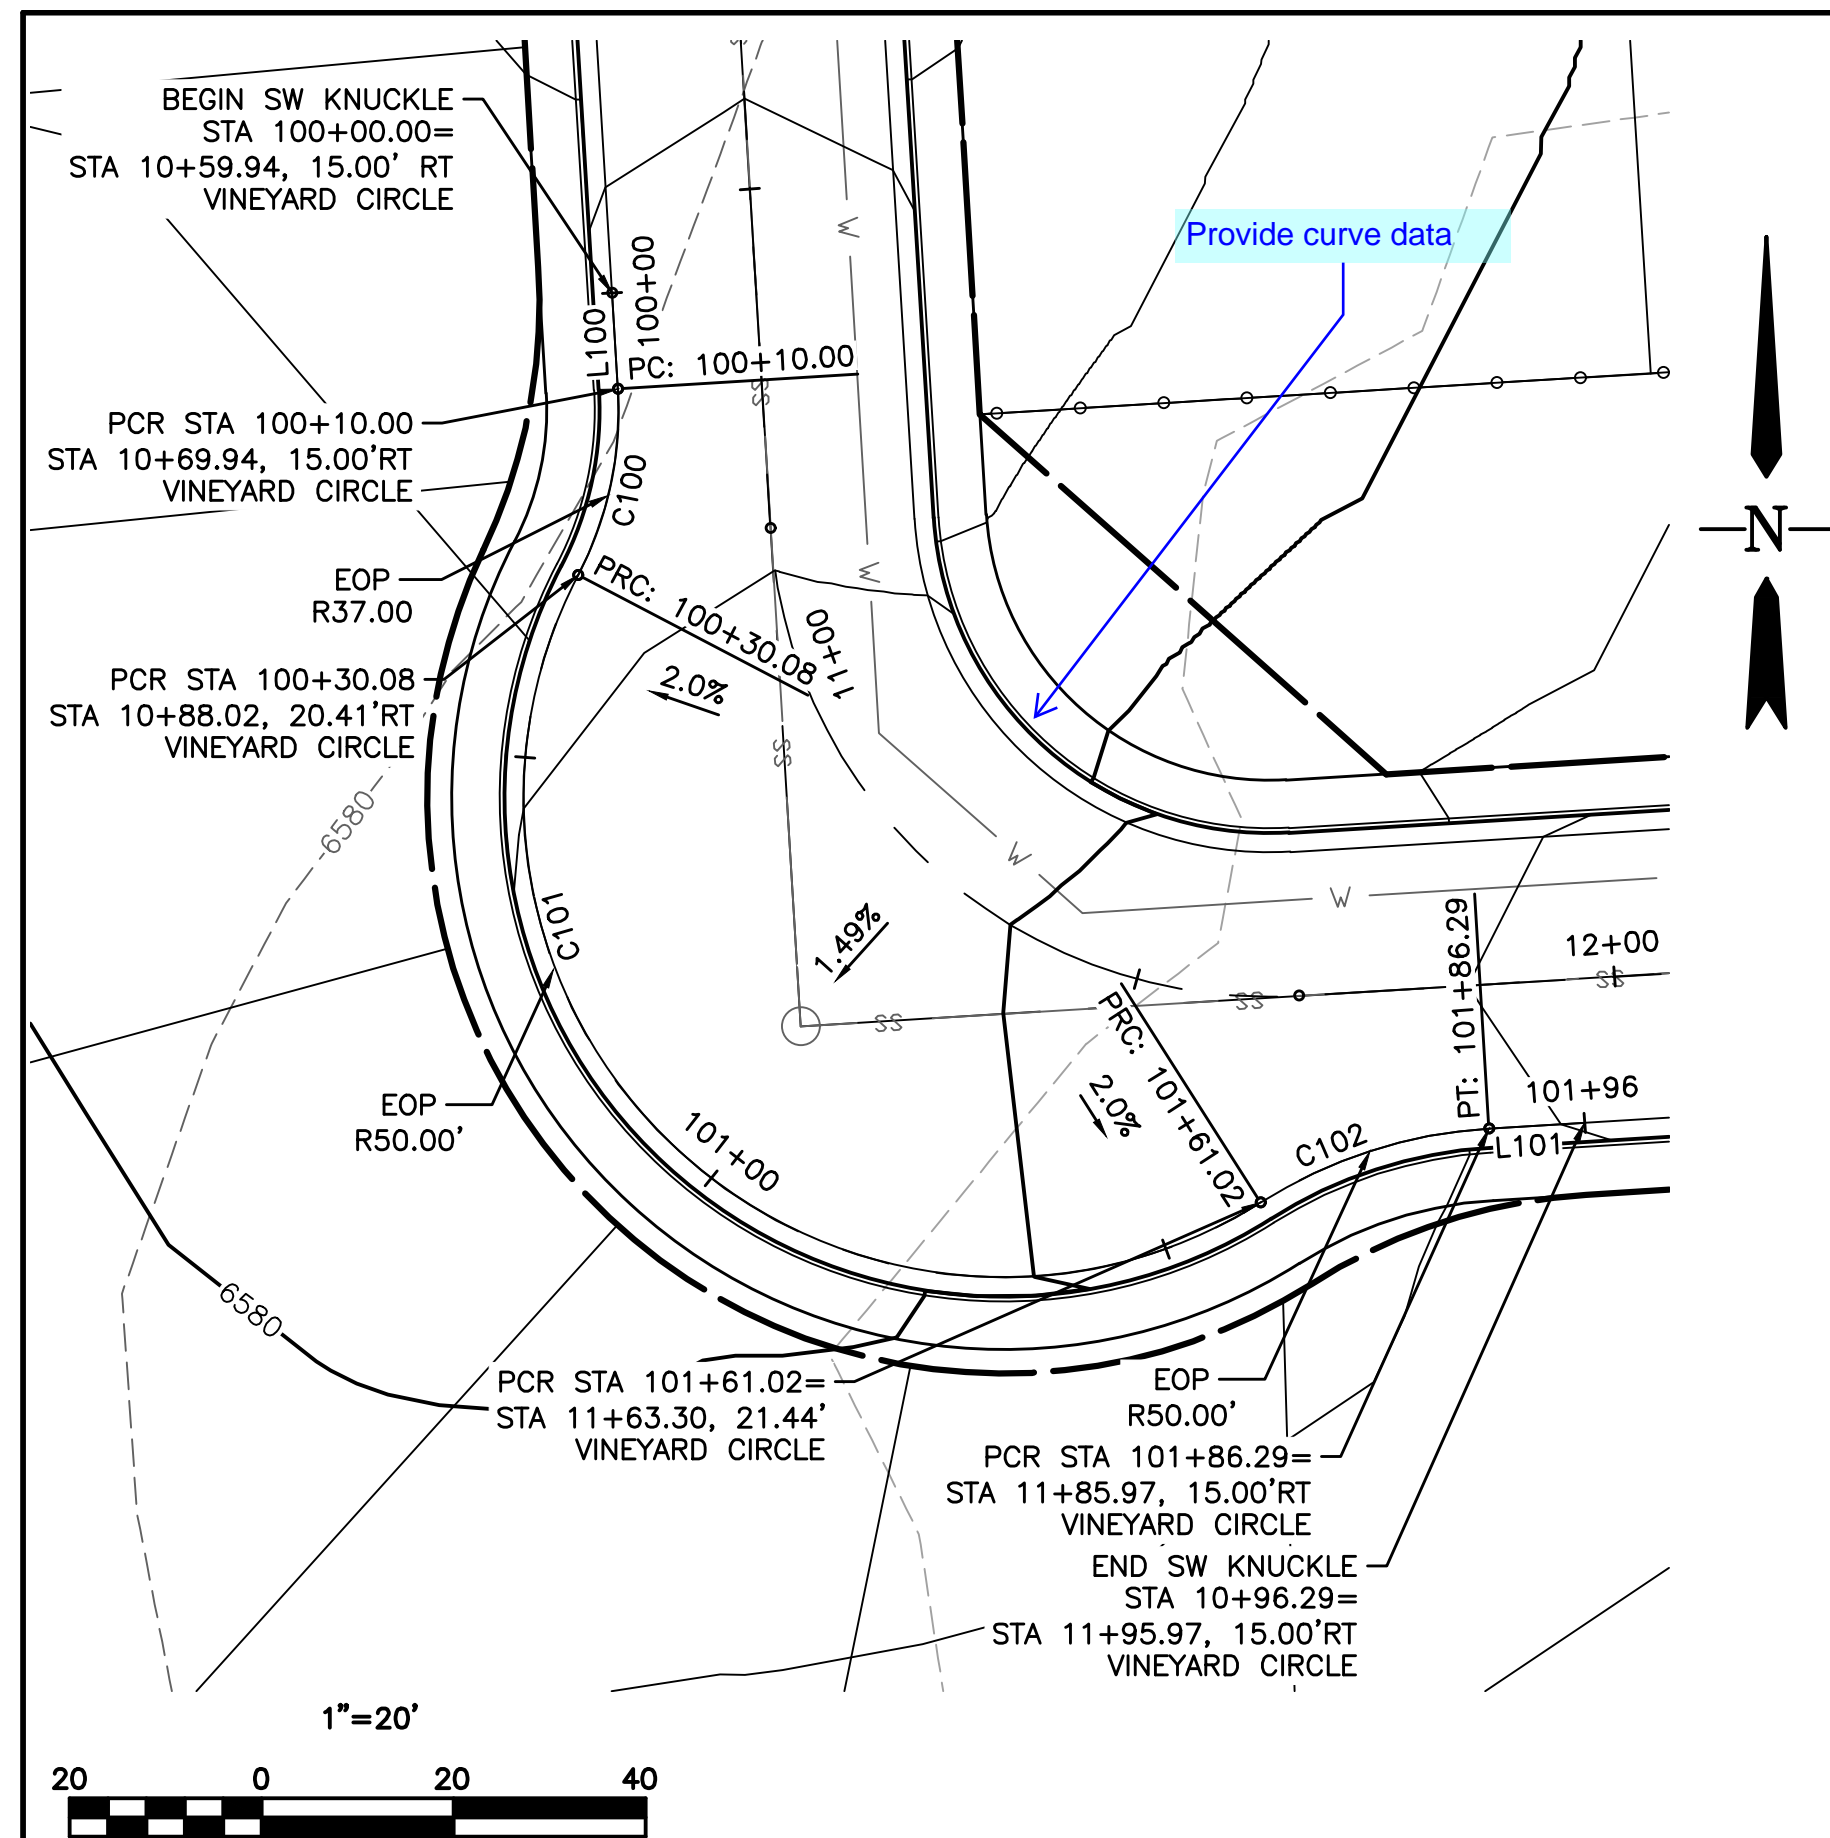 BEGIN SW KNUCKLE
STA 100+00.00=
STA 10+59.94, 15.00' RT
VINEYARD CIRCLE
Provide curve data
100+00
L100
PC: 100+10.00
PCR STA 100+10.00
STA 10+69.94, 15.00'RT
VINEYARD CIRCLE
C100
EOP
R37.00
PRC: 100+30.08
11+00
2.0%
PCR STA 100+30.08
STA 10+88.02, 20.41'RT
VINEYARD CIRCLE
6580
C101
1.49%
EOP
R50.00'
101+00
PRC: 101+61.02
2.0%
PT: 101+86.29
12+00
101+96
L101
C102
6580
PCR STA 101+61.02=
STA 11+63.30, 21.44'
VINEYARD CIRCLE
EOP
R50.00'
PCR STA 101+86.29=
STA 11+85.97, 15.00'RT
VINEYARD CIRCLE
END SW KNUCKLE
STA 10+96.29=
STA 11+95.97, 15.00'RT
VINEYARD CIRCLE
W
W
W
W
SS
SS
SS
SS
SS
N
1"=20'
20 0 20 40